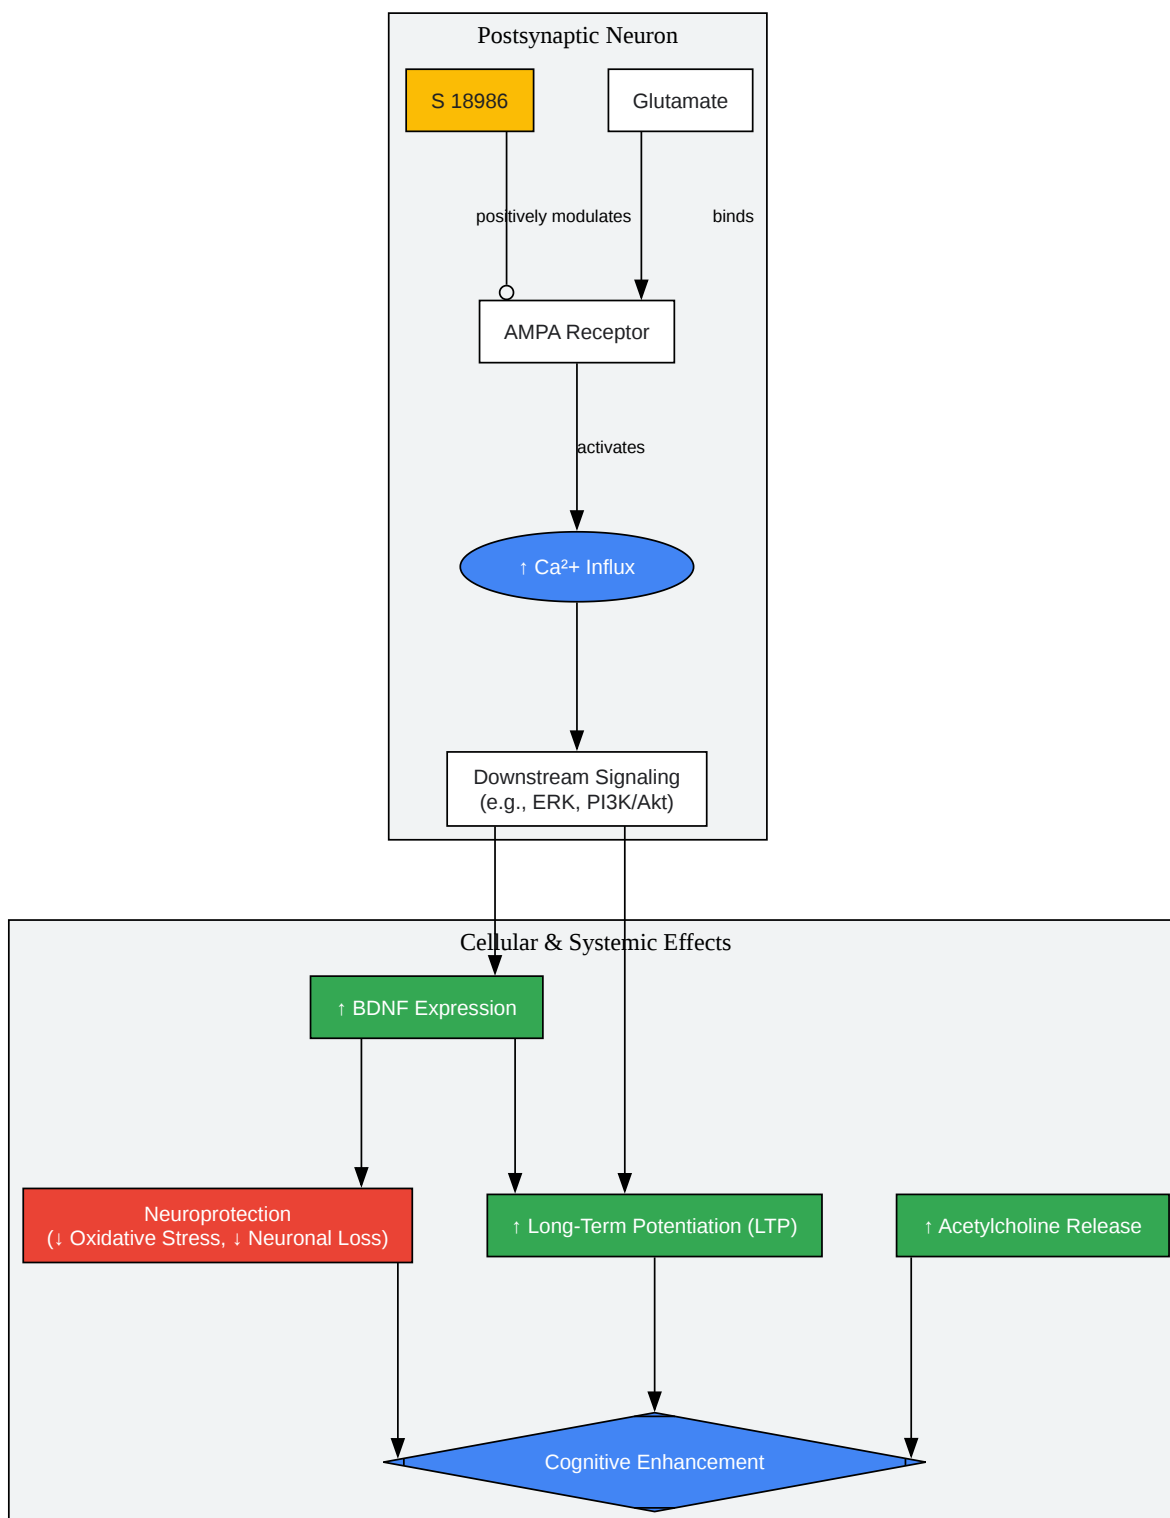 Postsynaptic Neuron
S 18986
Glutamate
positively modulates
binds
AMPA Receptor
activates
↑ Ca²+ Influx
Downstream Signaling
(e.g., ERK, PI3K/Akt)
Cellular & Systemic Effects
↑ BDNF Expression
Neuroprotection
(↓ Oxidative Stress, ↓ Neuronal Loss)
↑ Long-Term Potentiation (LTP)
↑ Acetylcholine Release
Cognitive Enhancement